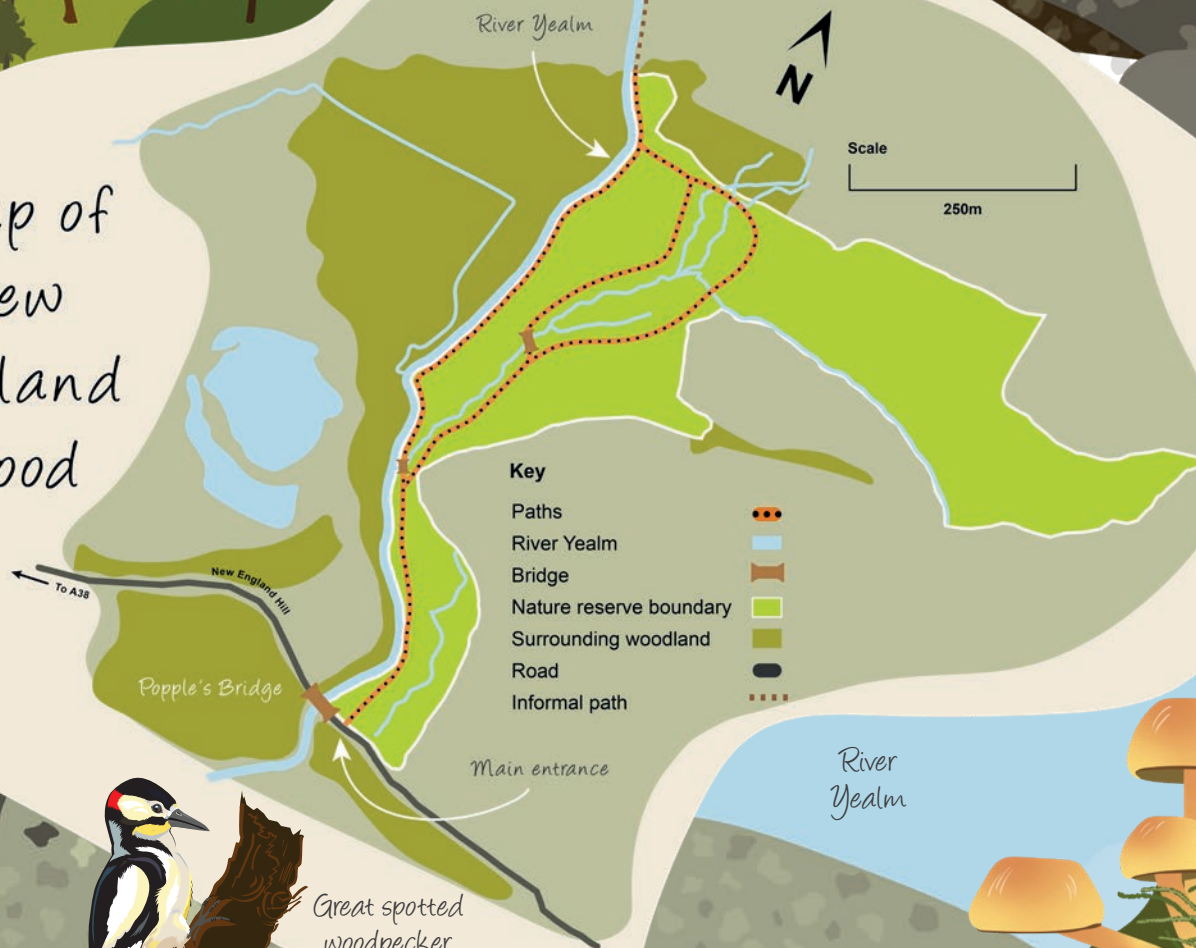 River Yealm
N
Scale
250m
p of
ew
land
ood
Key
Paths
River Yealm
Bridge
Nature reserve boundary
Surrounding woodland
Road
Informal path
New England Hill
To A38
Popple's Bridge
Main entrance
River
Yealm
Great spotted
woodpecker